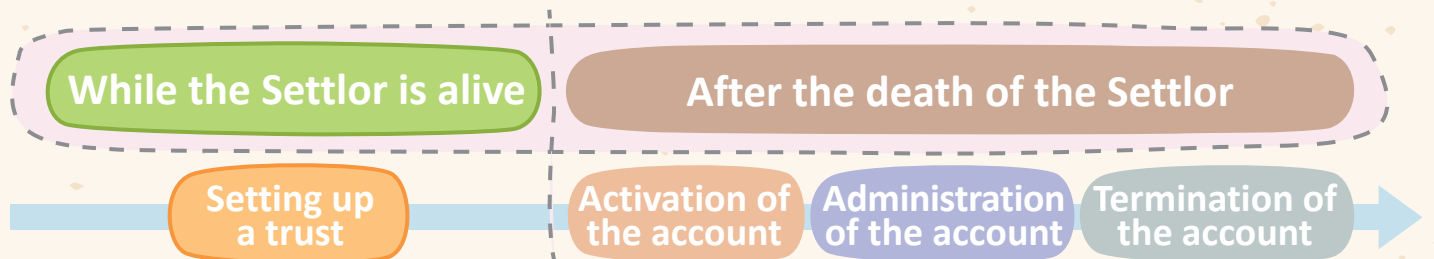 While the Settlor is alive
After the death of the Settlor
Setting up
a trust
Activation of
the account
Administration
of the account
Termination of
the account